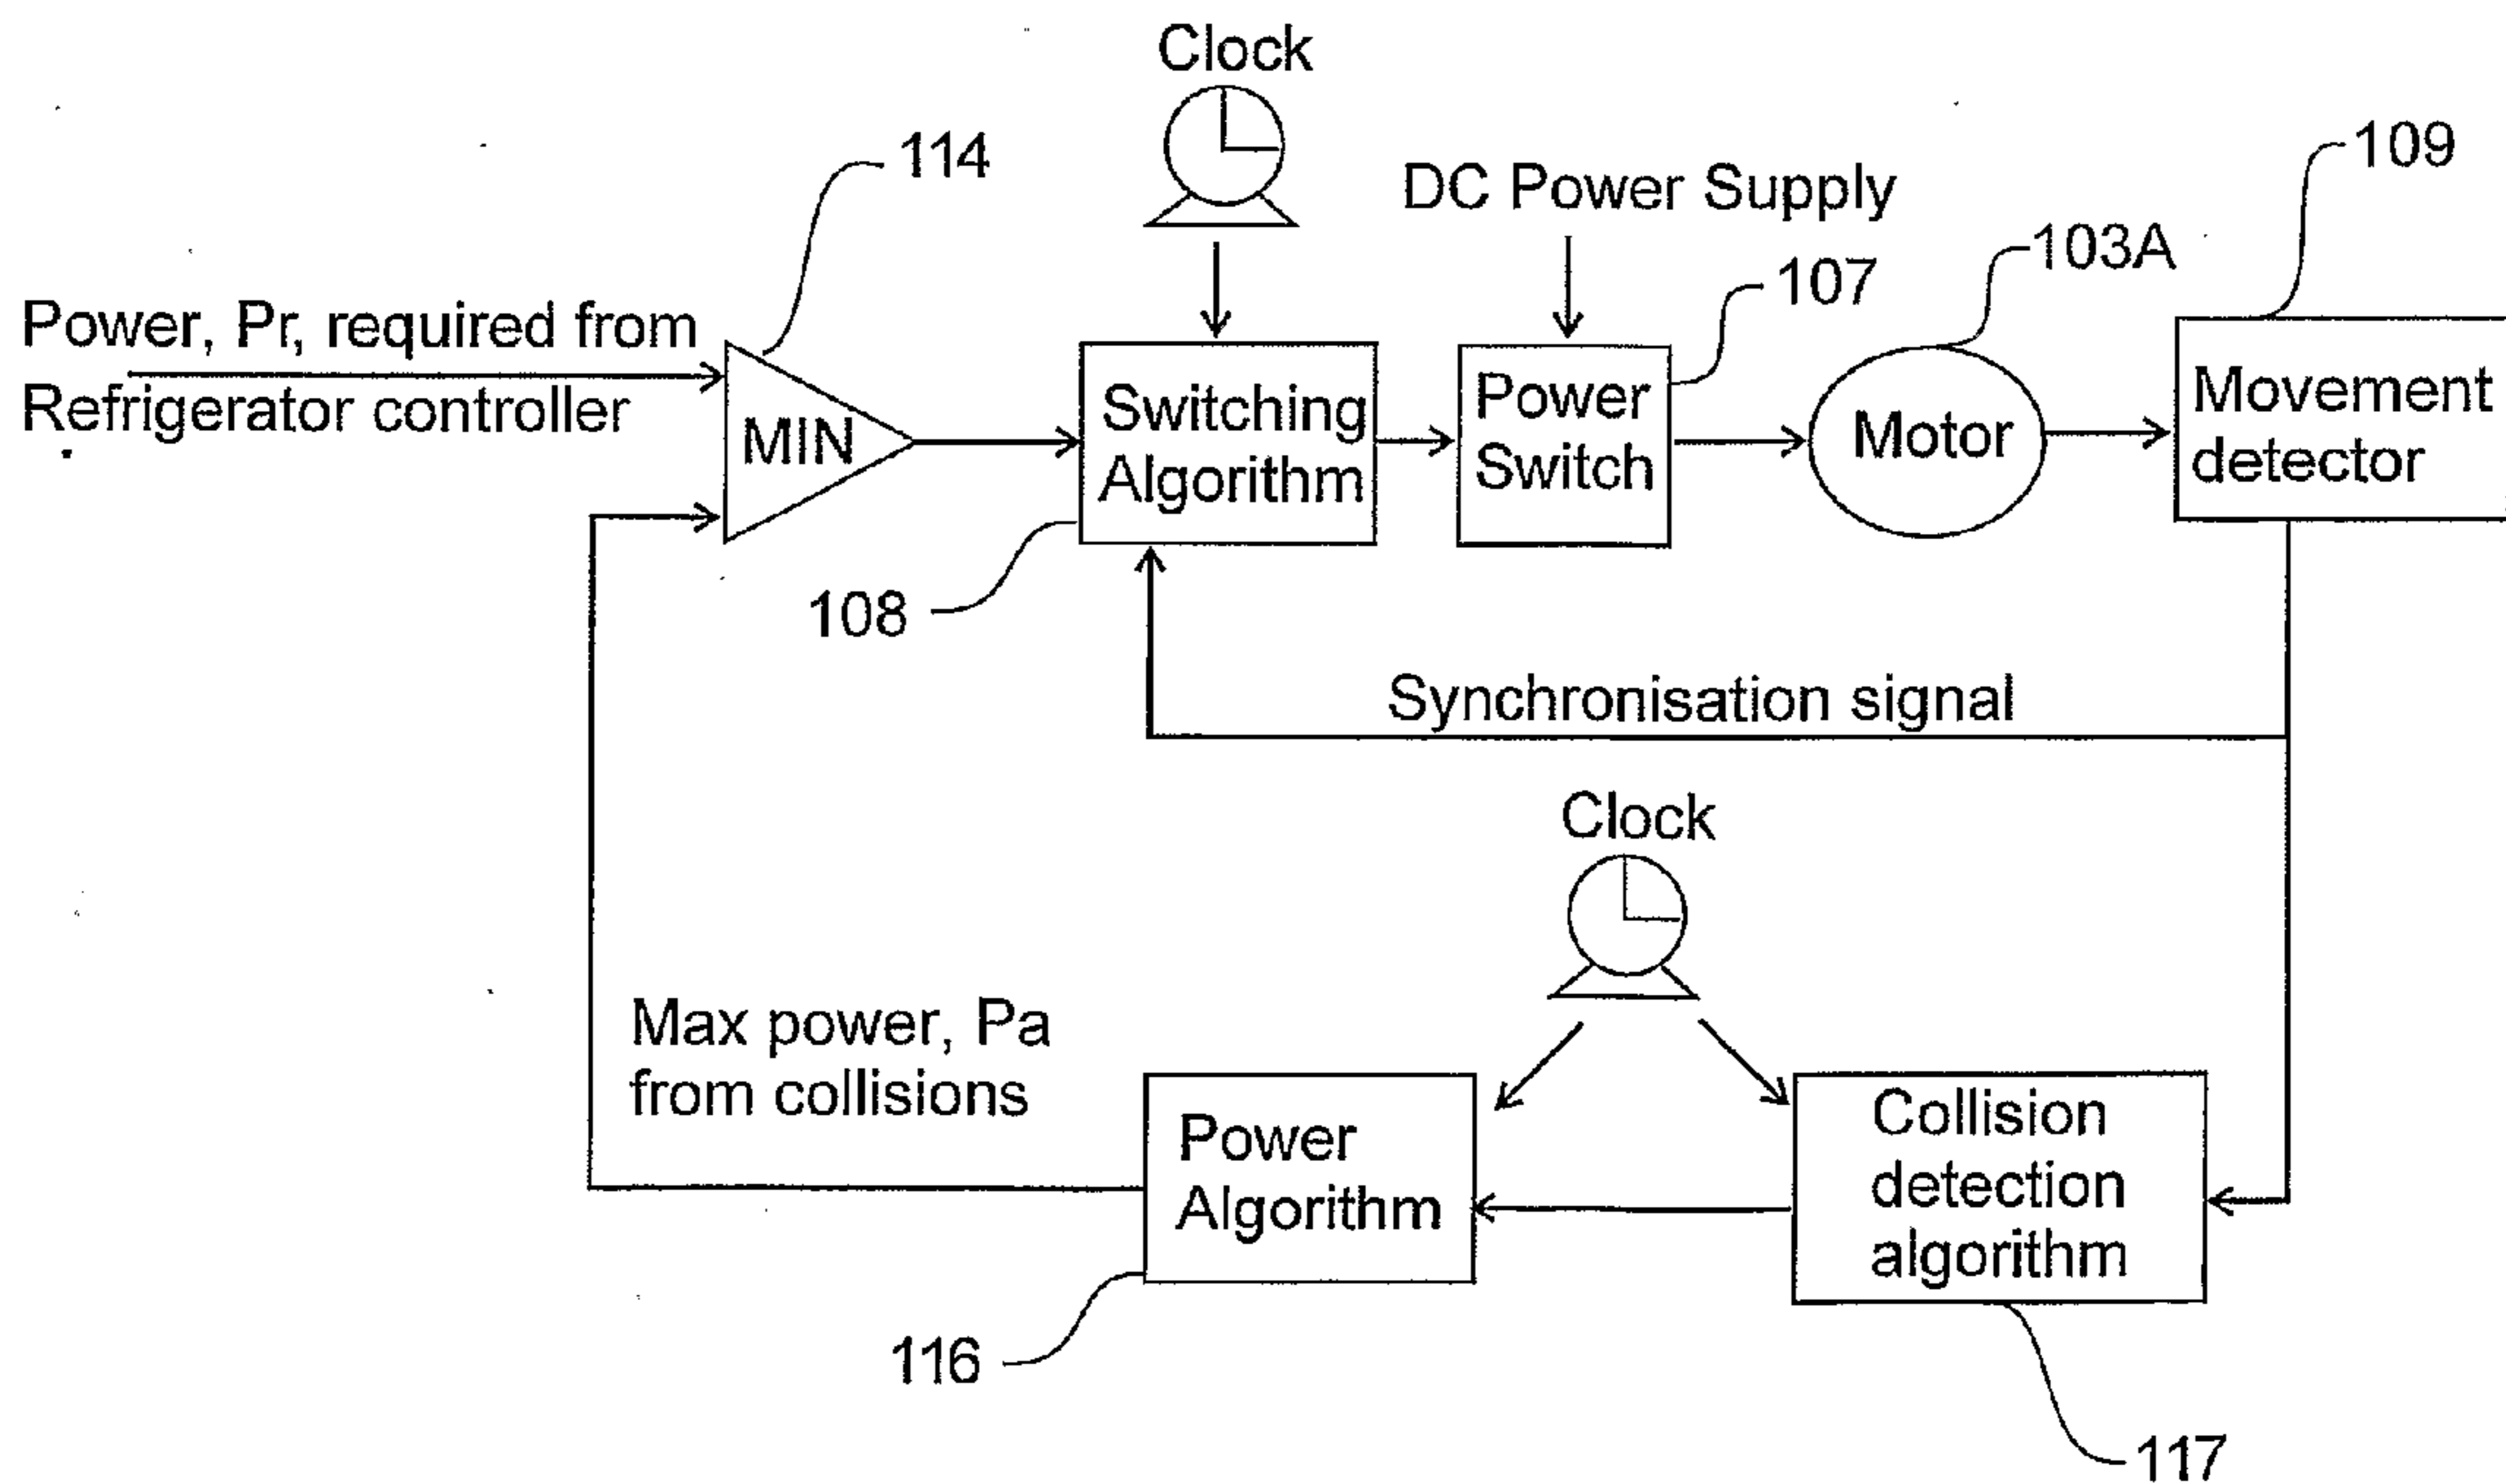 Clock
114
109
DC Power Supply
103A
107
Power, Pr, required from
Refrigerator controller
MIN
Switching
Algorithm
Power
Switch
Motor
Movement
detector
108
Synchronisation signal
Clock
Max power, Pa
from collisions
Power
Algorithm
Collision
detection
algorithm
116
117